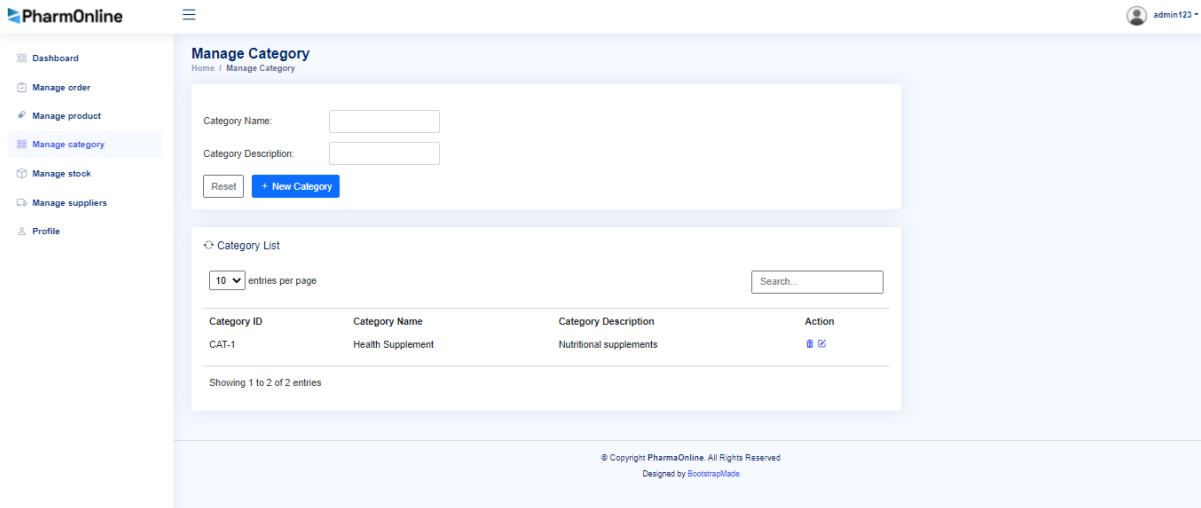 PharmOnline
admin123
Dashboard
Manage order
Manage product
Manage category
Manage stock
Manage suppliers
Profile
Manage Category
Home / Manage Category
Category Name:
Category Description:
Reset + New Category
Category List
10 entries per page
Search...
Category ID Category Name Category Description Action
CAT-1 Health Supplement Nutritional supplements
Showing 1 to 2 of 2 entries
© Copyright PharmaOnline. All Rights Reserved
Designed by BootstrapMade